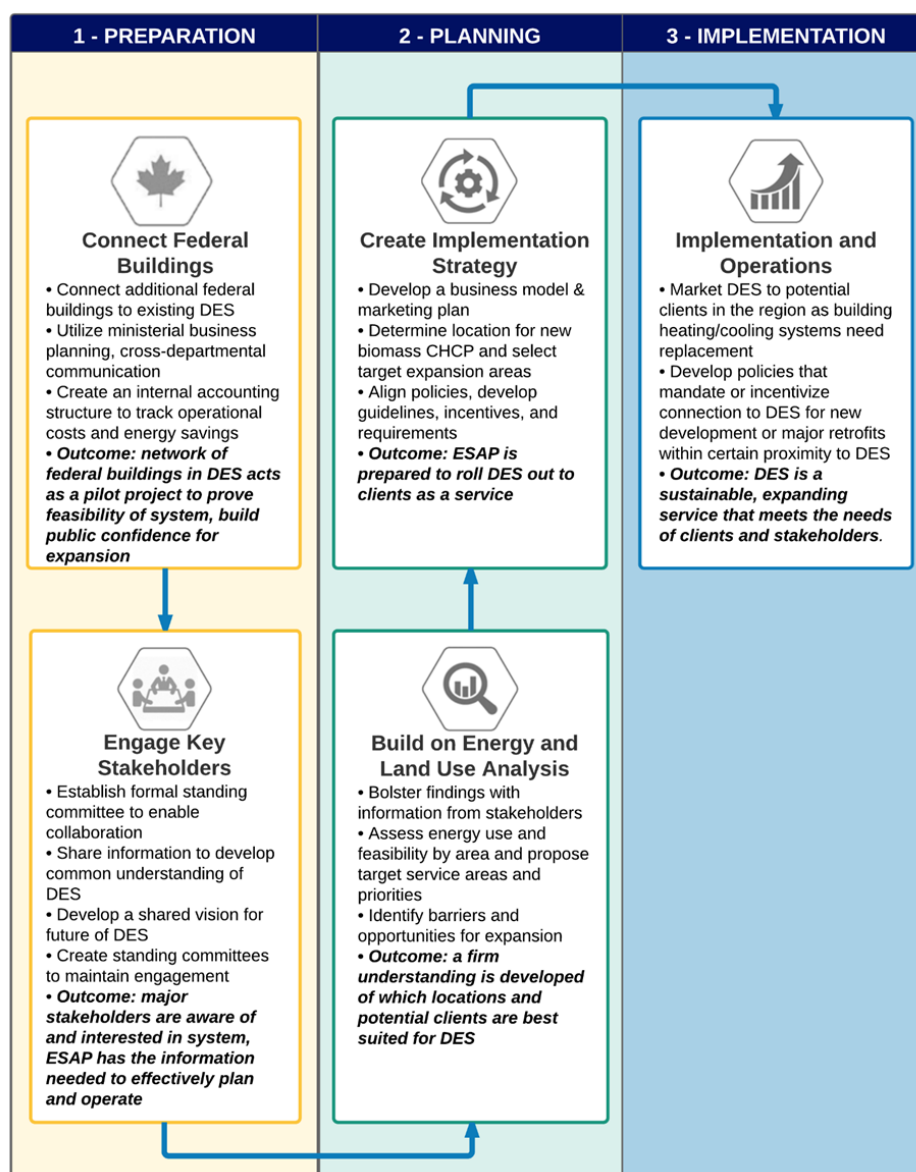 1 - PREPARATION
2 - PLANNING
3 - IMPLEMENTATION
Connect Federal
Buildings
• Connect additional federal
buildings to existing DES
• Utilize ministerial business
planning, cross-departmental
communication
• Create an internal accounting
structure to track operational
costs and energy savings
• Outcome: network of
federal buildings in DES acts
as a pilot project to prove
feasibility of system, build
public confidence for
expansion
Engage Key
Stakeholders
• Establish formal standing
committee to enable
collaboration
• Share information to develop
common understanding of
DES
• Develop a shared vision for
future of DES
• Create standing committees
to maintain engagement
• Outcome: major
stakeholders are aware of
and interested in system,
ESAP has the information
needed to effectively plan
and operate
Build on Energy and
Land Use Analysis
• Bolster findings with
information from stakeholders
• Assess energy use and
feasibility by area and propose
target service areas and
priorities
• Identify barriers and
opportunities for expansion
• Outcome: a firm
understanding is developed
of which locations and
potential clients are best
suited for DES
Create Implementation
Strategy
• Develop a business model &
marketing plan
• Determine location for new
biomass CHCP and select
target expansion areas
• Align policies, develop
guidelines, incentives, and
requirements
• Outcome: ESAP is
prepared to roll DES out to
clients as a service
Implementation and
Operations
• Market DES to potential
clients in the region as building
heating/cooling systems need
replacement
• Develop policies that
mandate or incentivize
connection to DES for new
development or major retrofits
within certain proximity to DES
• Outcome: DES is a
sustainable, expanding
service that meets the needs
of clients and stakeholders.